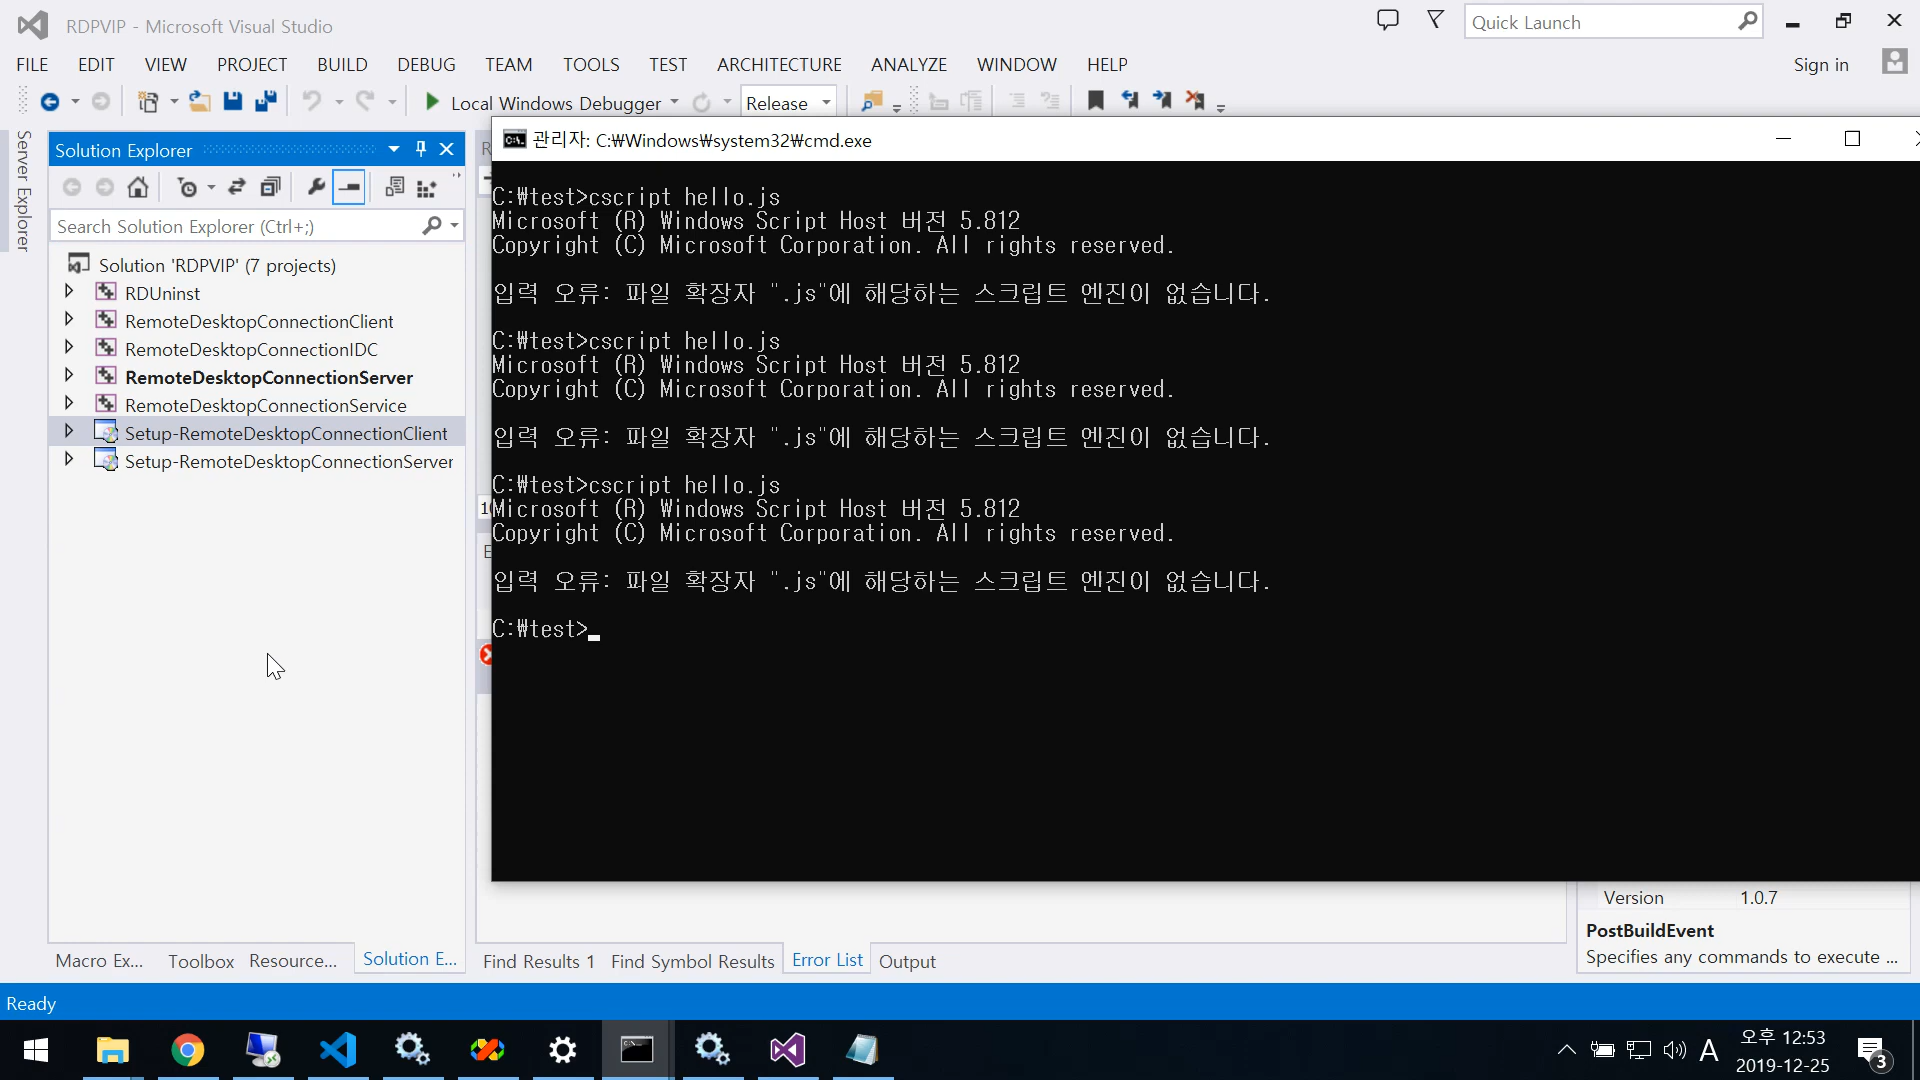 RDPVIP - Microsoft Visual Studio
Quick Launch
FILE EDIT VIEW PROJECT BUILD DEBUG TEAM TOOLS TEST ARCHITECTURE ANALYZE WINDOW HELP
Sign in
Local Windows Debugger
Release
Server Explorer
Solution Explorer
Search Solution Explorer (Ctrl+;)
Solution 'RDPVIP' (7 projects)
RDUninst
RemoteDesktopConnectionClient
RemoteDesktopConnectionIDC
RemoteDesktopConnectionServer
RemoteDesktopConnectionService
Setup-RemoteDesktopConnectionClient
Setup-RemoteDesktopConnectionServer
관리자: C:₩Windows₩system32₩cmd.exe
C:₩test>cscript hello.js
Microsoft (R) Windows Script Host 버전 5.812
Copyright (C) Microsoft Corporation. All rights reserved.
입력 오류: 파일 확장자 ".js"에 해당하는 스크립트 엔진이 없습니다.
C:₩test>cscript hello.js
Microsoft (R) Windows Script Host 버전 5.812
Copyright (C) Microsoft Corporation. All rights reserved.
입력 오류: 파일 확장자 ".js"에 해당하는 스크립트 엔진이 없습니다.
C:₩test>cscript hello.js
Microsoft (R) Windows Script Host 버전 5.812
Copyright (C) Microsoft Corporation. All rights reserved.
입력 오류: 파일 확장자 ".js"에 해당하는 스크립트 엔진이 없습니다.
C:₩test>
Version 1.0.7
PostBuildEvent
Specifies any commands to execute ...
Macro Ex... Toolbox Resource... Solution E...
Find Results 1 Find Symbol Results Error List Output
Ready
A
오후 12:53
2019-12-25
3